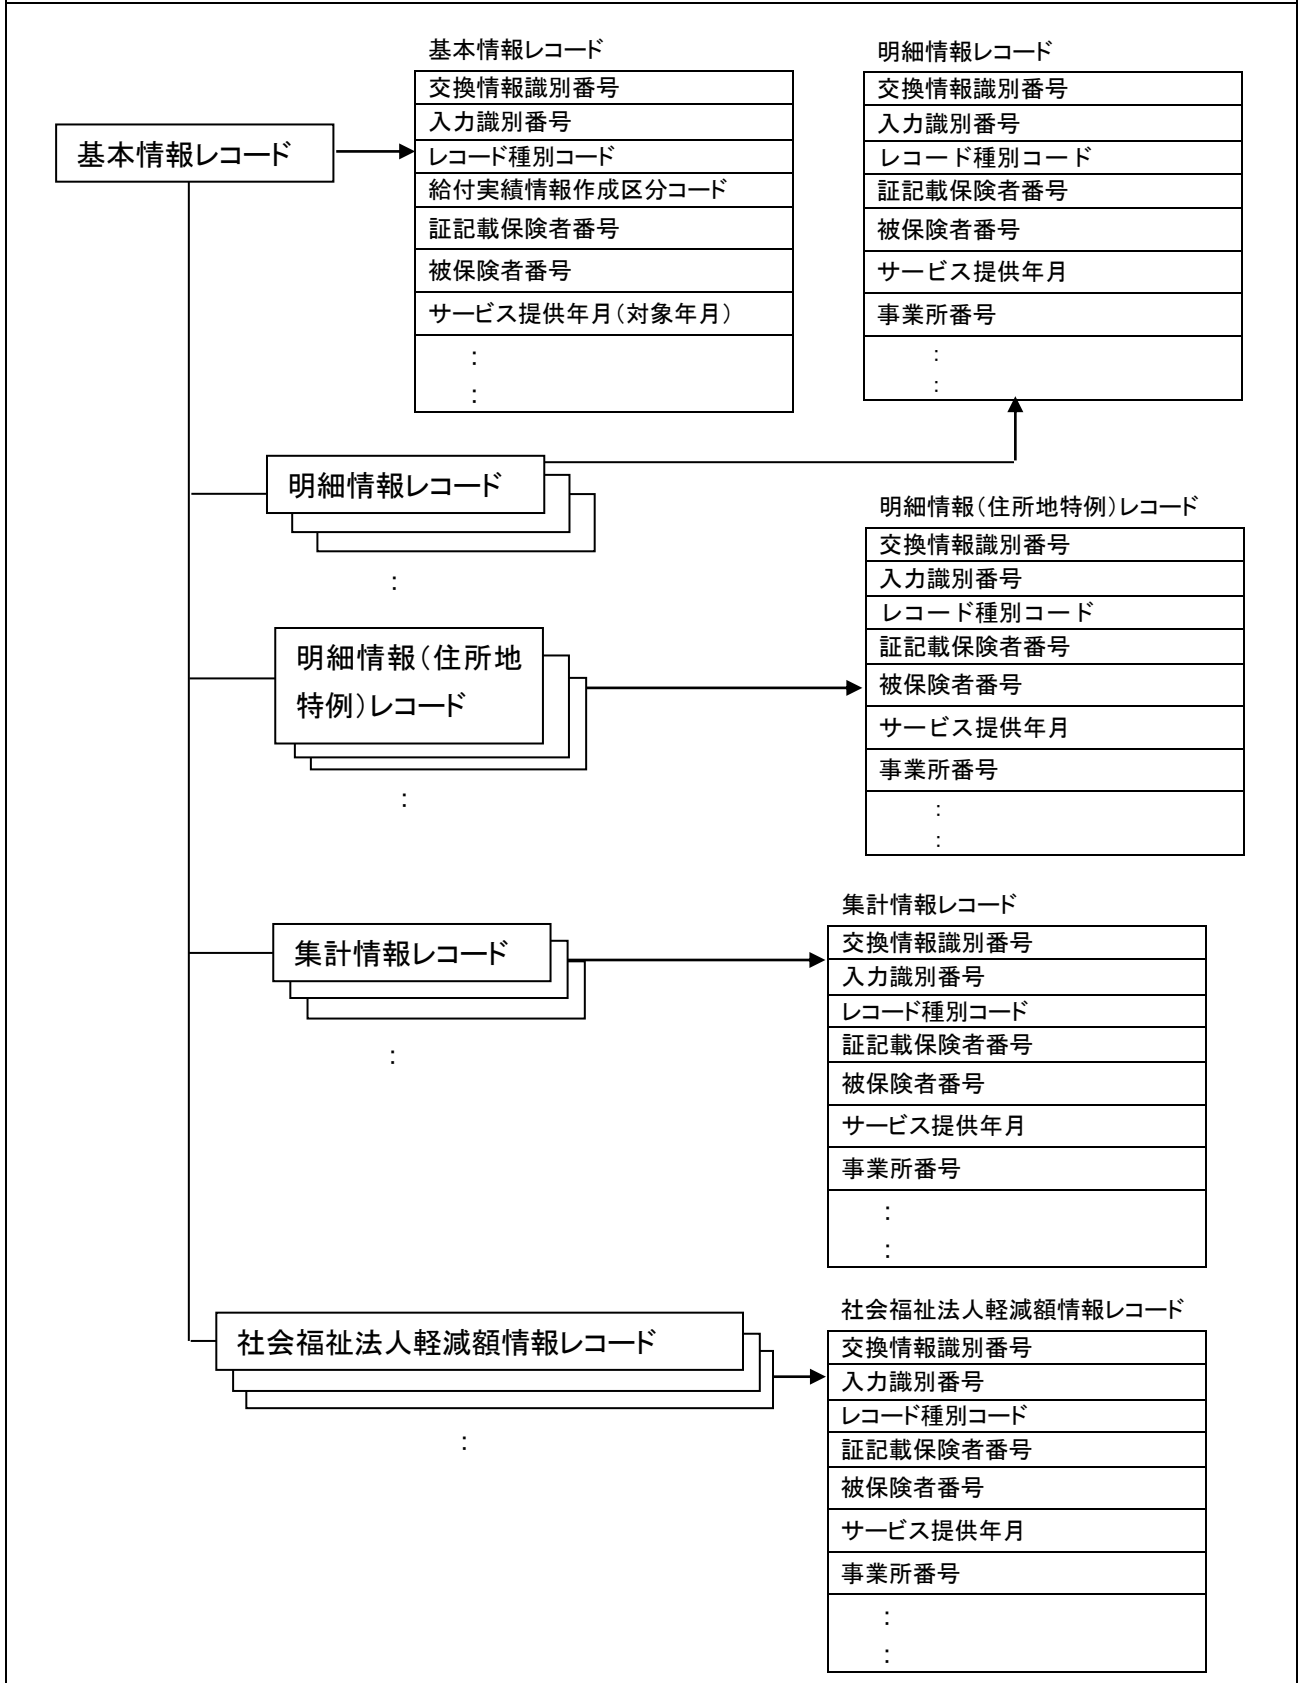 基本情報レコード
基本情報レコード
交換情報識別番号
入力識別番号
レコード種別コード
給付実績情報作成区分コード
証記載保険者番号
被保険者番号
サービス提供年月（対象年月）
：
：
明細情報レコード
交換情報識別番号
入力識別番号
レコード種別コード
証記載保険者番号
被保険者番号
サービス提供年月
事業所番号
：
：
明細情報レコード
：
明細情報（住所地
特例）レコード
：
明細情報（住所地特例）レコード
交換情報識別番号
入力識別番号
レコード種別コード
証記載保険者番号
被保険者番号
サービス提供年月
事業所番号
：
：
集計情報レコード
：
集計情報レコード
交換情報識別番号
入力識別番号
レコード種別コード
証記載保険者番号
被保険者番号
サービス提供年月
事業所番号
：
：
社会福祉法人軽減額情報レコード
：
社会福祉法人軽減額情報レコード
交換情報識別番号
入力識別番号
レコード種別コード
証記載保険者番号
被保険者番号
サービス提供年月
事業所番号
：
：